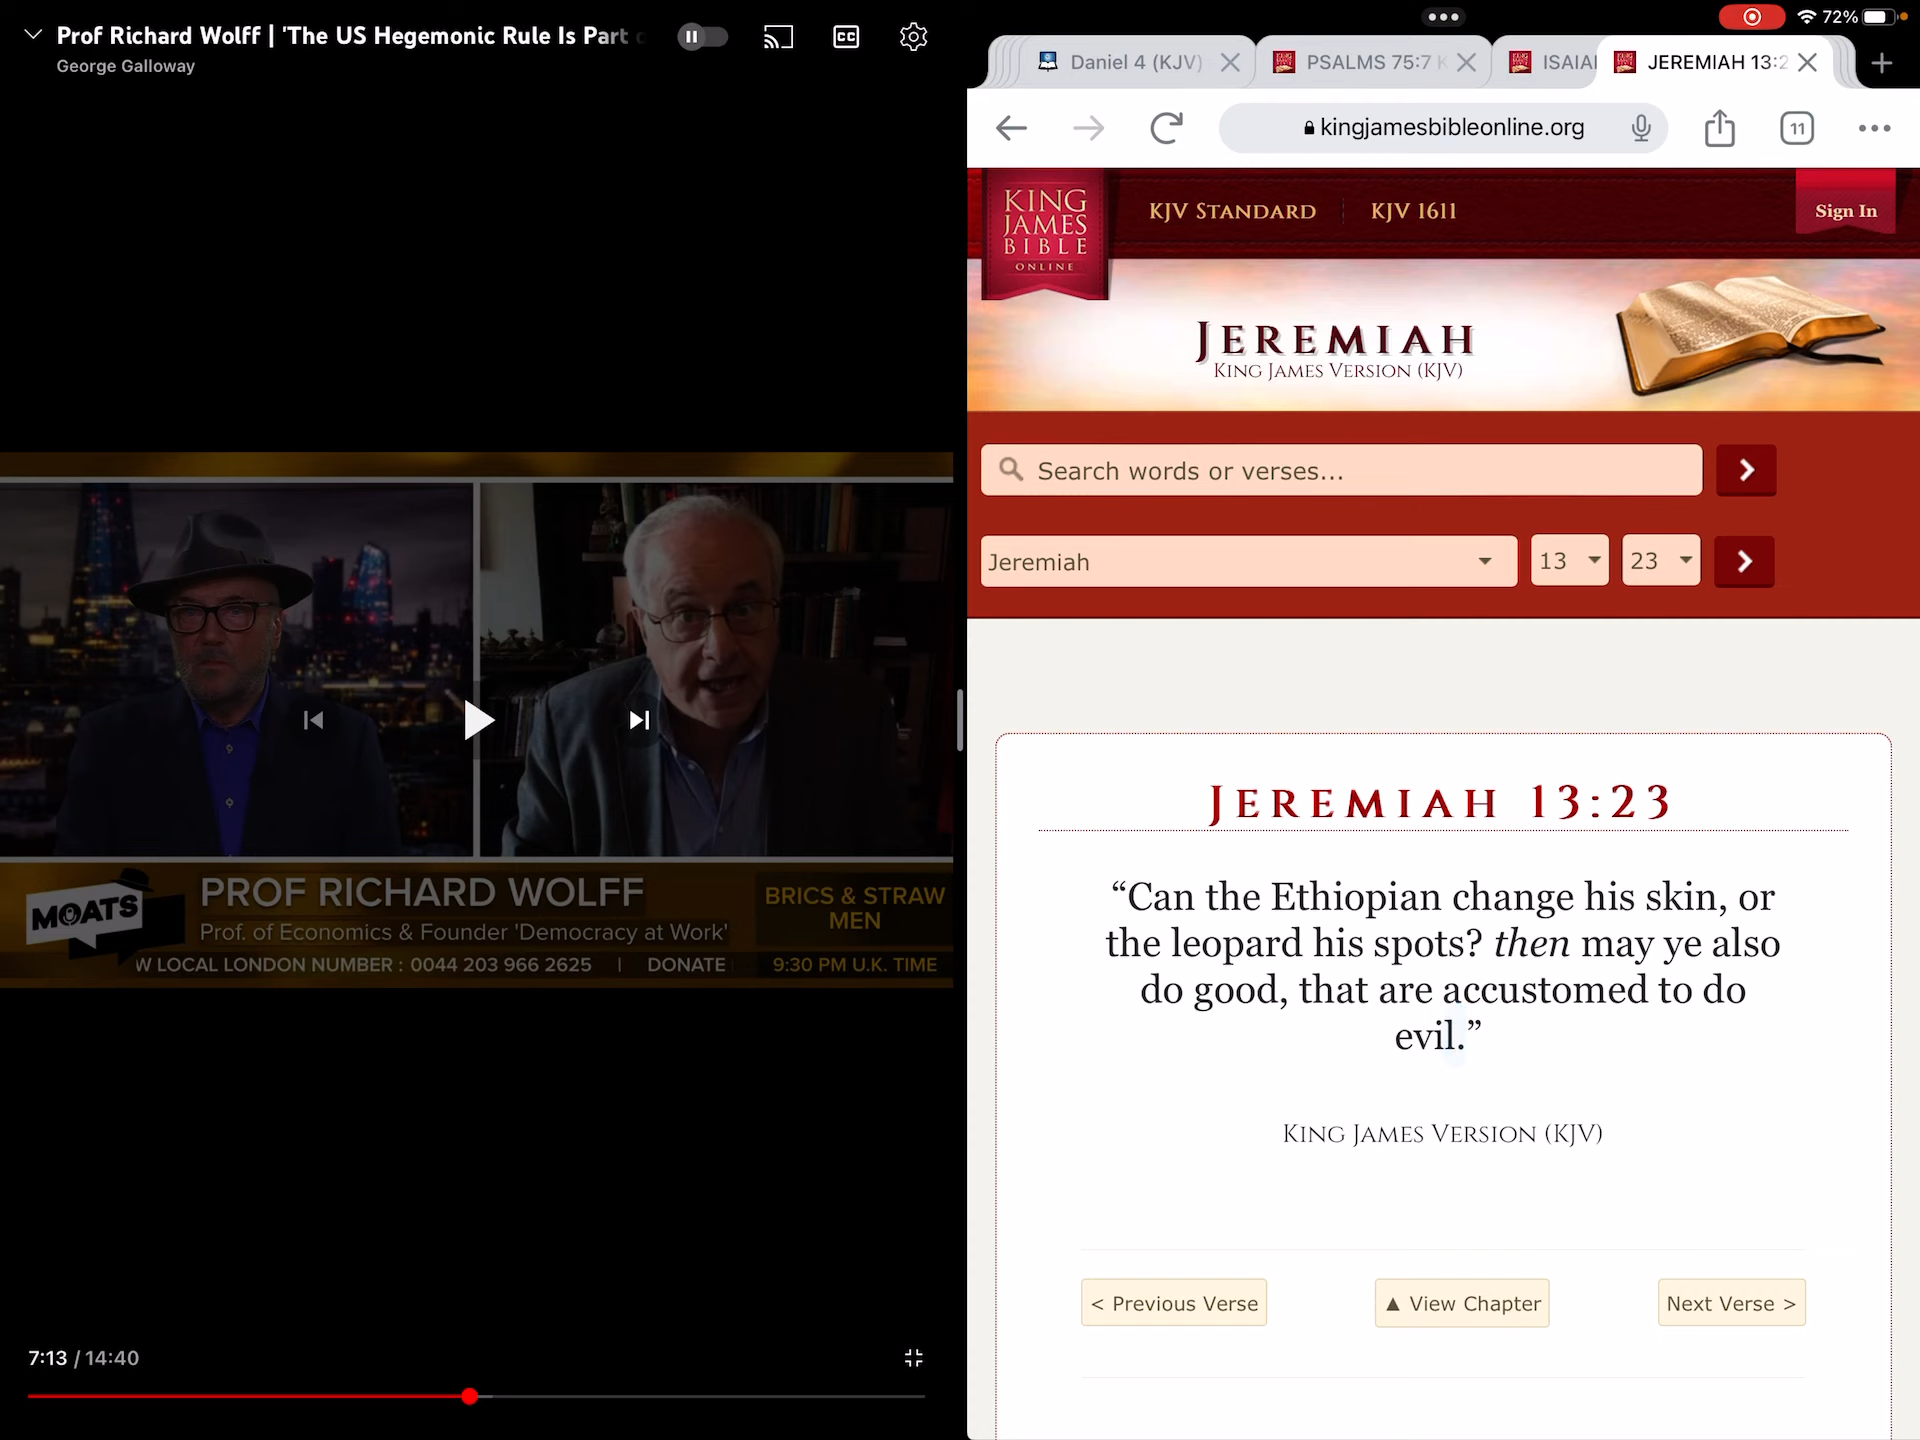 Prof Richard Wolff | 'The US Hegemonic Rule Is Part
George Galloway
CC
PROF RICHARD WOLFF
Prof. of Economics & Founder 'Democracy at Work'
MOATS
BRICS & STRAW
MEN
W LOCAL LONDON NUMBER : 0044 203 966 2625 | DONATE
9:30 PM U.K. TIME
7:13 / 14:40
72%
Daniel 4 (KJV)
PSALMS 75:7 K
ISAIAH
JEREMIAH 13:2
kingjamesbibleonline.org
11
KING
JAMES
BIBLE
ONLINE
KJV STANDARD
KJV 1611
Sign In
JEREMIAH
KING JAMES VERSION (KJV)
Search words or verses...
Jeremiah
13
23
JEREMIAH 13:23
“Can the Ethiopian change his skin, or
the leopard his spots? then may ye also
do good, that are accustomed to do
evil.”
KING JAMES VERSION (KJV)
< Previous Verse
▲ View Chapter
Next Verse >